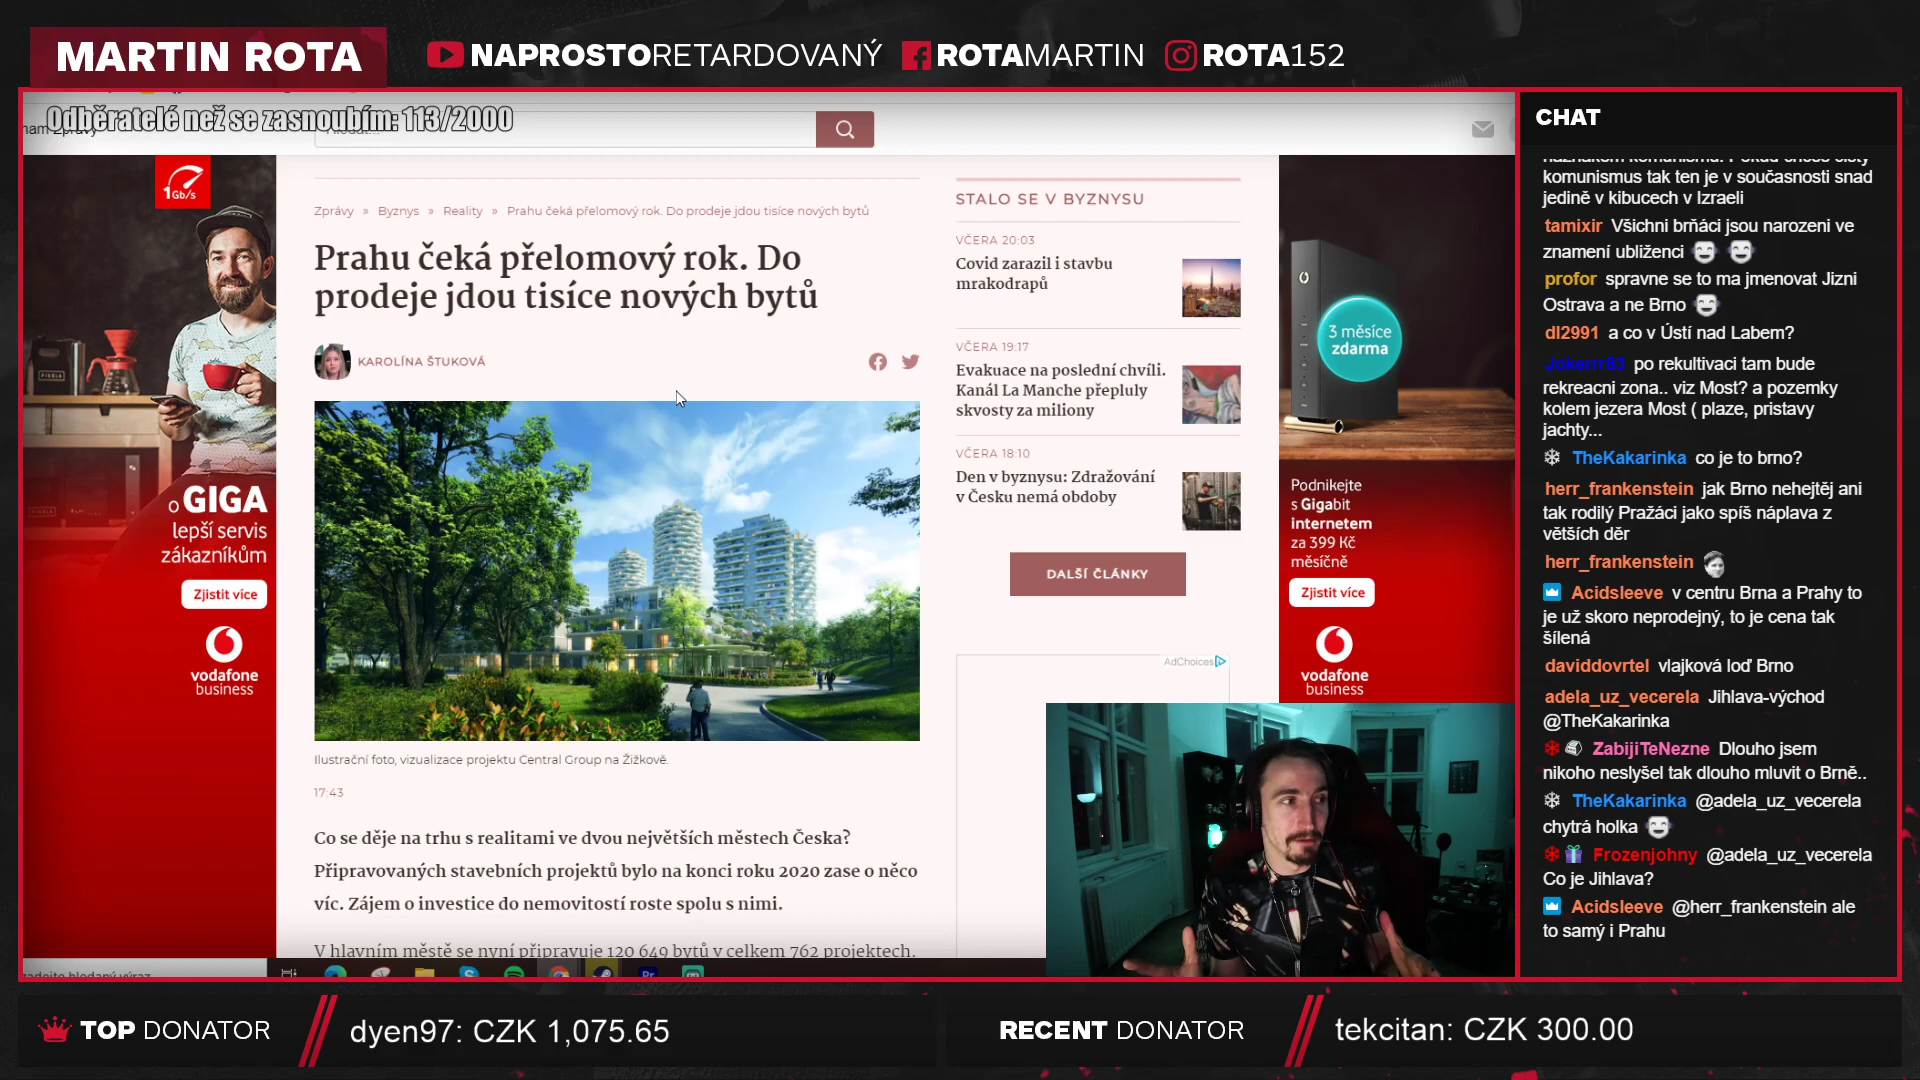 MARTIN ROTA
NAPROSTORETARDOVANÝ
ROTAMARTIN
ROTA152
Odběratelé než se zasnoubím: 113/2000
Zprávy » Byznys » Reality » Prahu čeká přelomový rok. Do prodeje jdou tisíce nových bytů
Prahu čeká přelomový rok. Do
prodeje jdou tisíce nových bytů
KAROLÍNA ŠTUKOVÁ
Ilustrační foto, vizualizace projektu Central Group na Žižkově.
17:43
Co se děje na trhu s realitami ve dvou největších městech Česka?
Připravovaných stavebních projektů bylo na konci roku 2020 zase o něco
víc. Zájem o investice do nemovitostí roste spolu s nimi.
V hlavním městě se nyní připravuje 120 649 bytů v celkem 762 projektech.
1Gb/s
o GIGA
lepší servis
zákazníkům
Zjistit více
vodafone
business
STALO SE V BYZNYSU
VČERA 20:03
Covid zarazil i stavbu
mrakodrapů
VČERA 19:17
Evakuace na poslední chvíli.
Kanál La Manche přepluly
skvosty za miliony
VČERA 18:10
Den v byznysu: Zdražování
v Česku nemá obdoby
DALŠÍ ČLÁNKY
AdChoices
3 měsíce
zdarma
Podnikejte
s Gigabit
internetem
za 399 Kč
měsíčně
Zjistit více
vodafone
business
CHAT
komunismus tak ten je v současnosti snad
jedině v kibucech v Izraeli
tamixir Všichni brňáci jsou narozeni ve
znamení ubliženci
profor spravne se to ma jmenovat Jizni
Ostrava a ne Brno
dl2991 a co v Ústí nad Labem?
Jokerrr83 po rekultivaci tam bude
rekreacni zona.. viz Most? a pozemky
kolem jezera Most ( plaze, pristavy
jachty...
TheKakarinka co je to brno?
herr_frankenstein jak Brno nehejtěj ani
tak rodilý Pražáci jako spíš náplava z
větších děr
herr_frankenstein
Acidsleeve v centru Brna a Prahy to
je už skoro neprodejný, to je cena tak
šílená
daviddovrtel vlajková loď Brno
adela_uz_vecerela Jihlava-východ
@TheKakarinka
ZabijiTeNezne Dlouho jsem
nikoho neslyšel tak dlouho mluvit o Brně..
TheKakarinka @adela_uz_vecerela
chytrá holka
Frozenjohny @adela_uz_vecerela
Co je Jihlava?
Acidsleeve @herr_frankenstein ale
to samý i Prahu
TOP DONATOR
dyen97: CZK 1,075.65
RECENT DONATOR
tekcitan: CZK 300.00